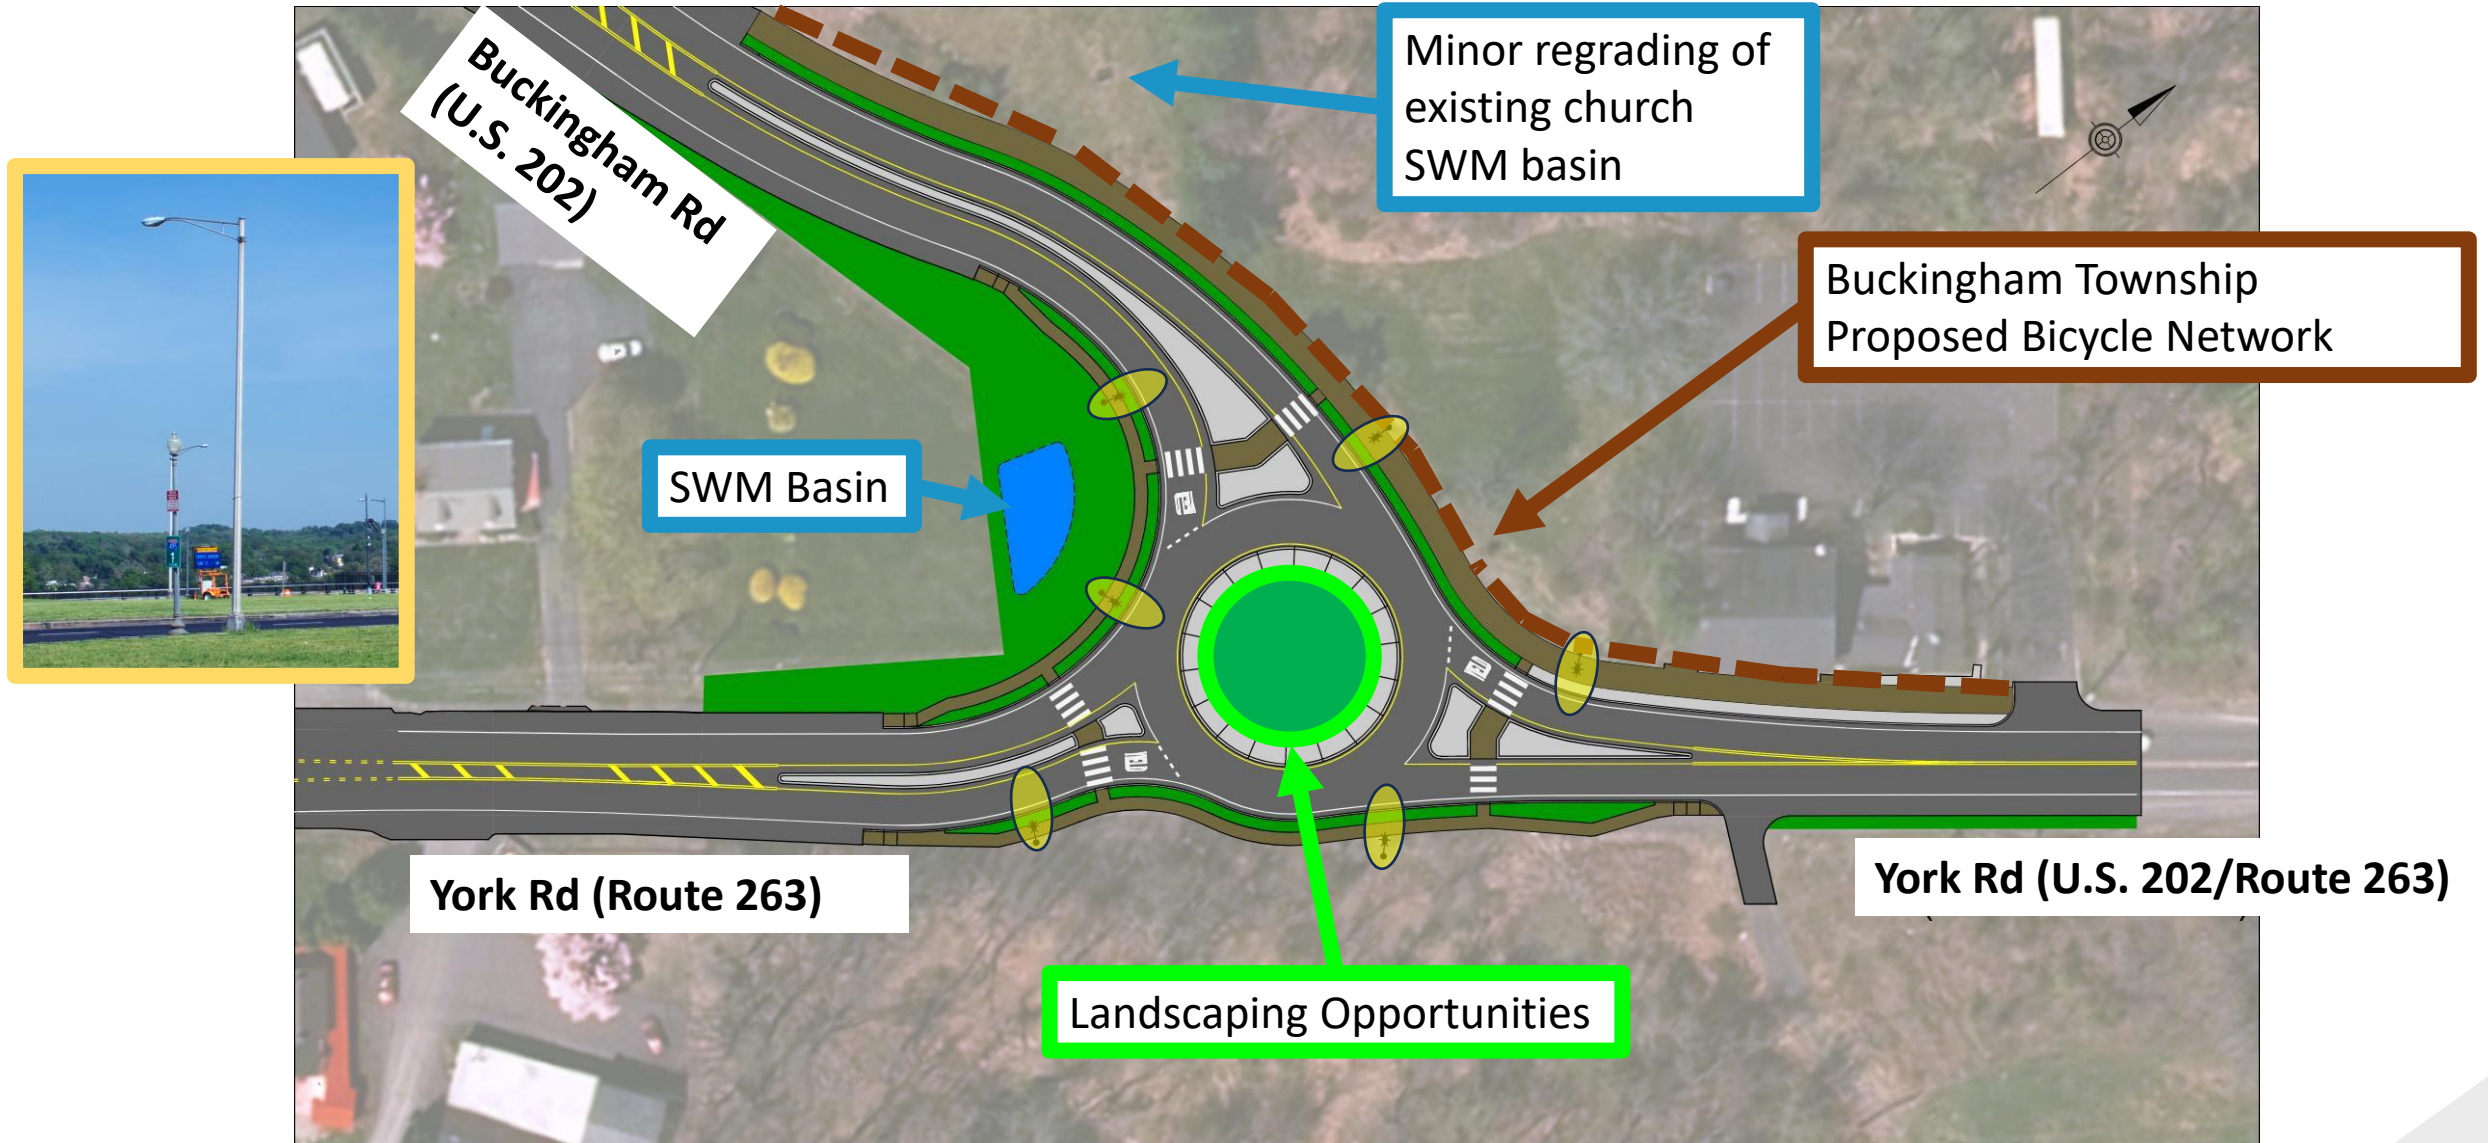 Buckingham Rd
(U.S. 202)
Minor regrading of
existing church
SWM basin
Buckingham Township
Proposed Bicycle Network
SWM Basin
York Rd (Route 263)
York Rd (U.S. 202/Route 263)
Landscaping Opportunities